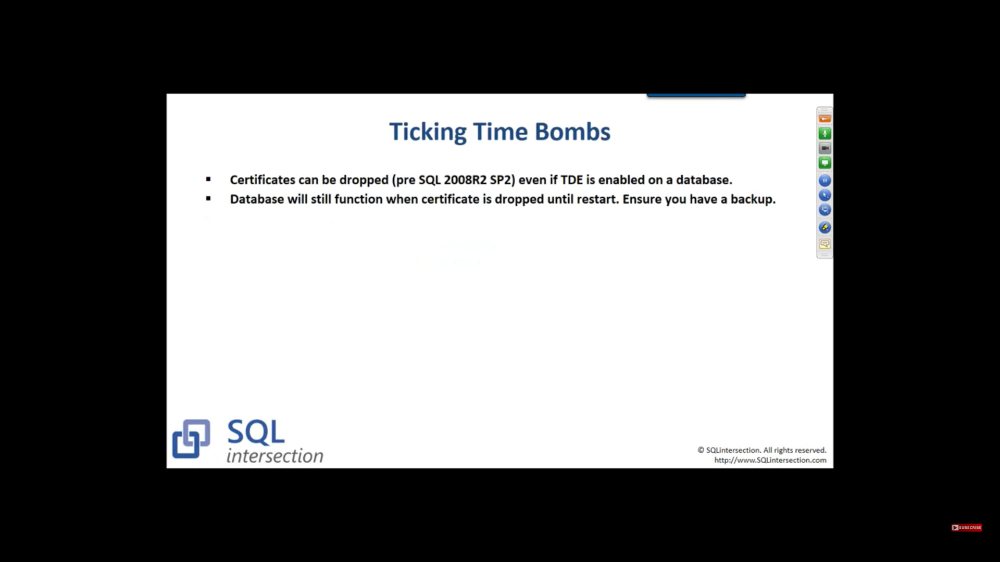 Ticking Time Bombs
▪ Certificates can be dropped (pre SQL 2008R2 SP2) even if TDE is enabled on a database.
▪ Database will still function when certificate is dropped until restart. Ensure you have a backup.
SQL
intersection
© SQLintersection. All rights reserved.
http://www.SQLintersection.com
SUBSCRIBE